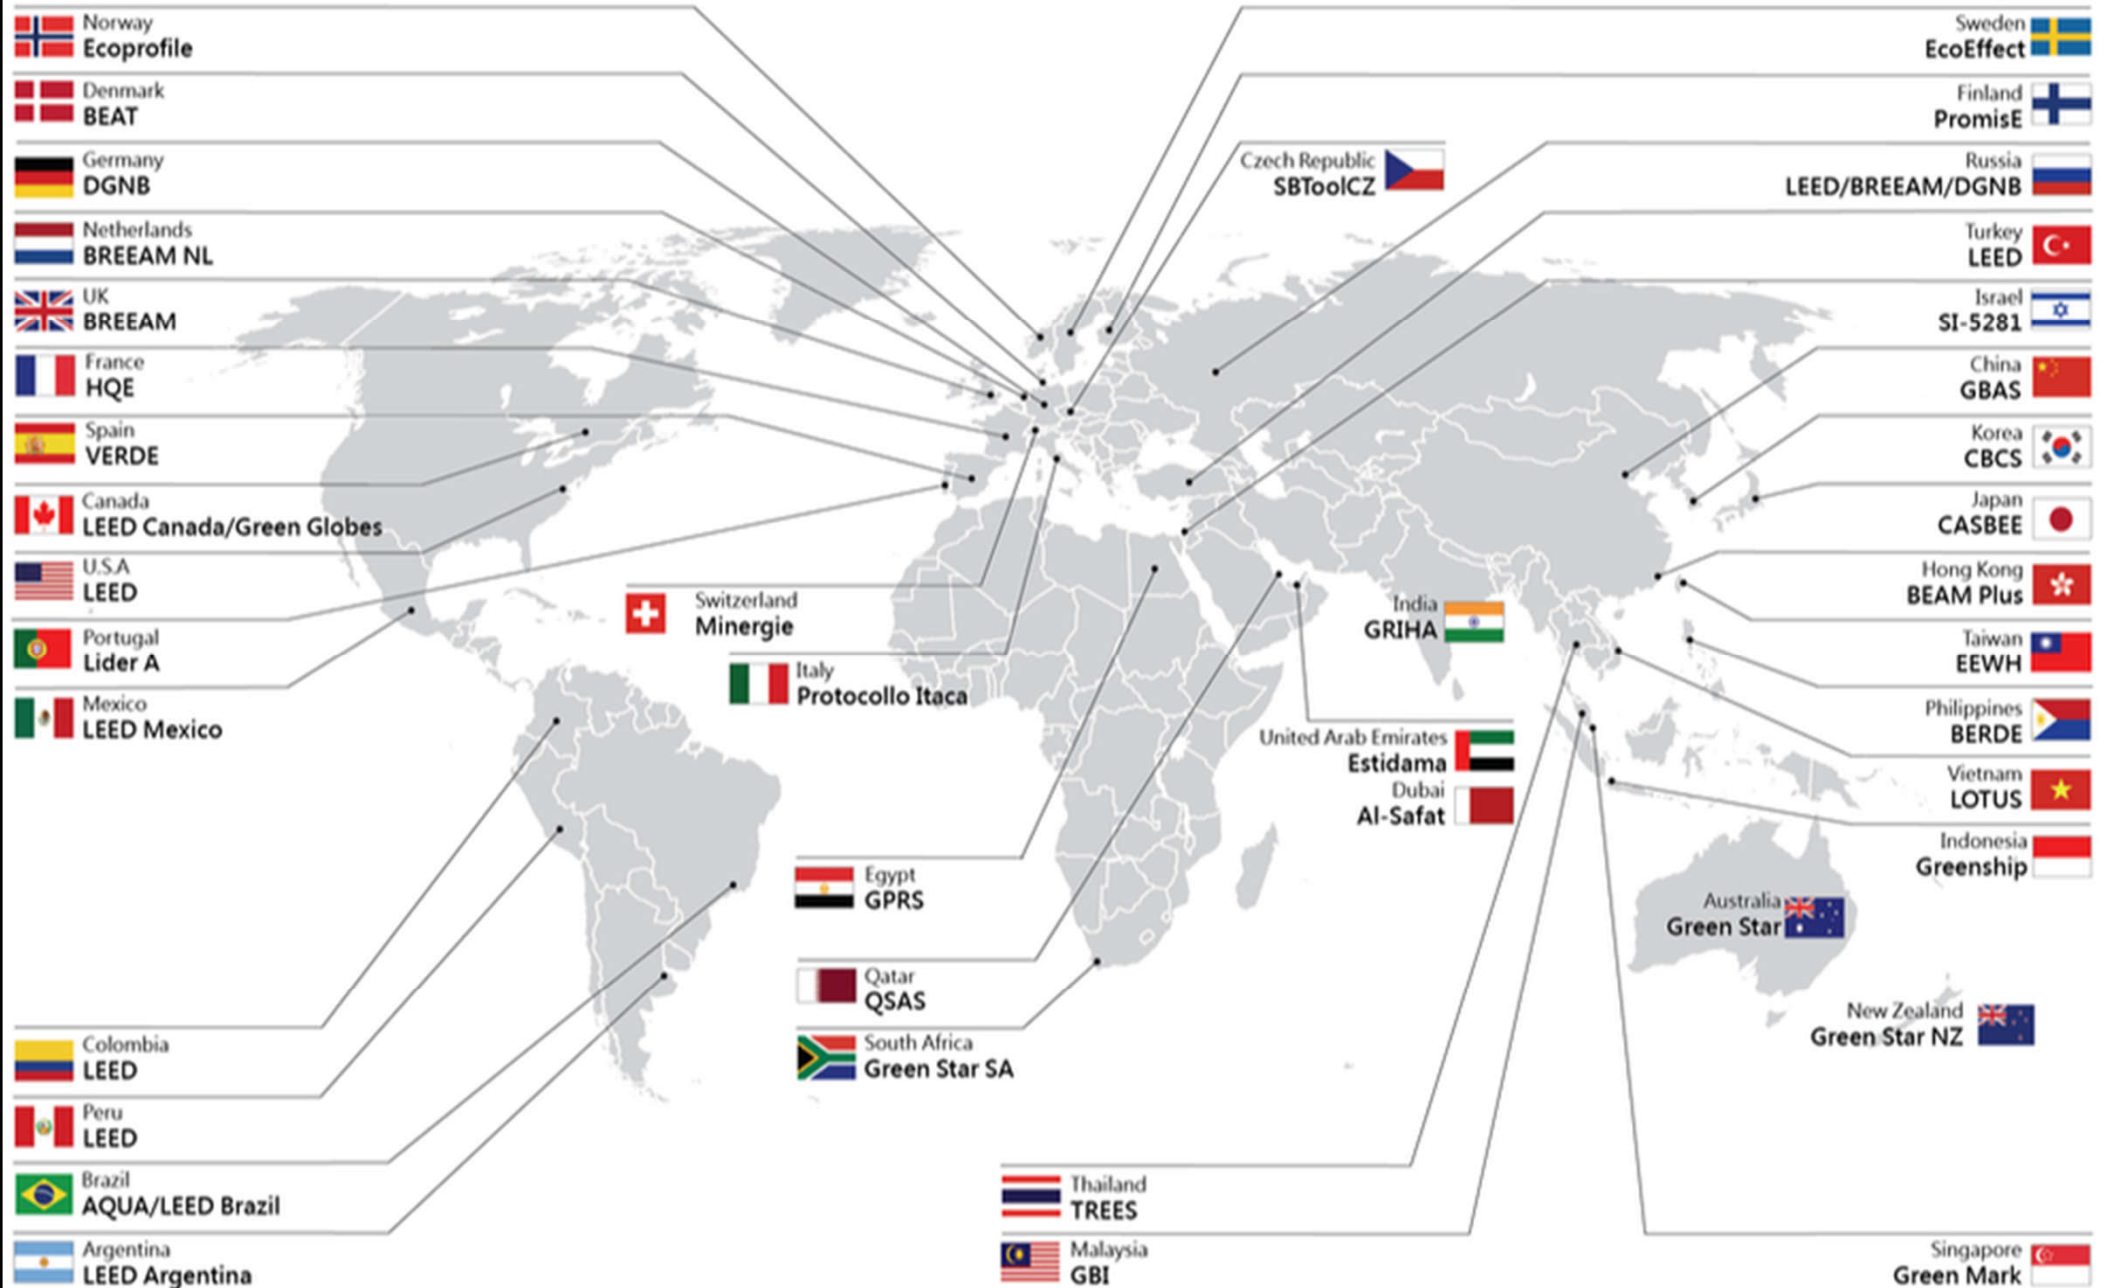 Norway
Ecoprofile
Denmark
BEAT
Germany
DGNB
Netherlands
BREEAM NL
UK
BREEAM
France
HQE
Spain
VERDE
Canada
LEED Canada/Green Globes
U.S.A
LEED
Portugal
Lider A
Mexico
LEED Mexico
Colombia
LEED
Peru
LEED
Brazil
AQUA/LEED Brazil
Argentina
LEED Argentina
Switzerland
Minergie
Italy
Protocollo Itaca
Egypt
GPRS
Qatar
QSAS
South Africa
Green Star SA
Thailand
TREES
Malaysia
GBI
Czech Republic
SBToolCZ
India
GRIHA
United Arab Emirates
Estidama
Dubai
Al-Safat
Sweden
EcoEffect
Finland
PromisE
Russia
LEED/BREEAM/DGNB
Turkey
LEED
Israel
SI-5281
China
GBAS
Korea
CBCS
Japan
CASBEE
Hong Kong
BEAM Plus
Taiwan
EEWH
Philippines
BERDE
Vietnam
LOTUS
Indonesia
Greenship
Australia
Green Star
New Zealand
Green Star NZ
Singapore
Green Mark